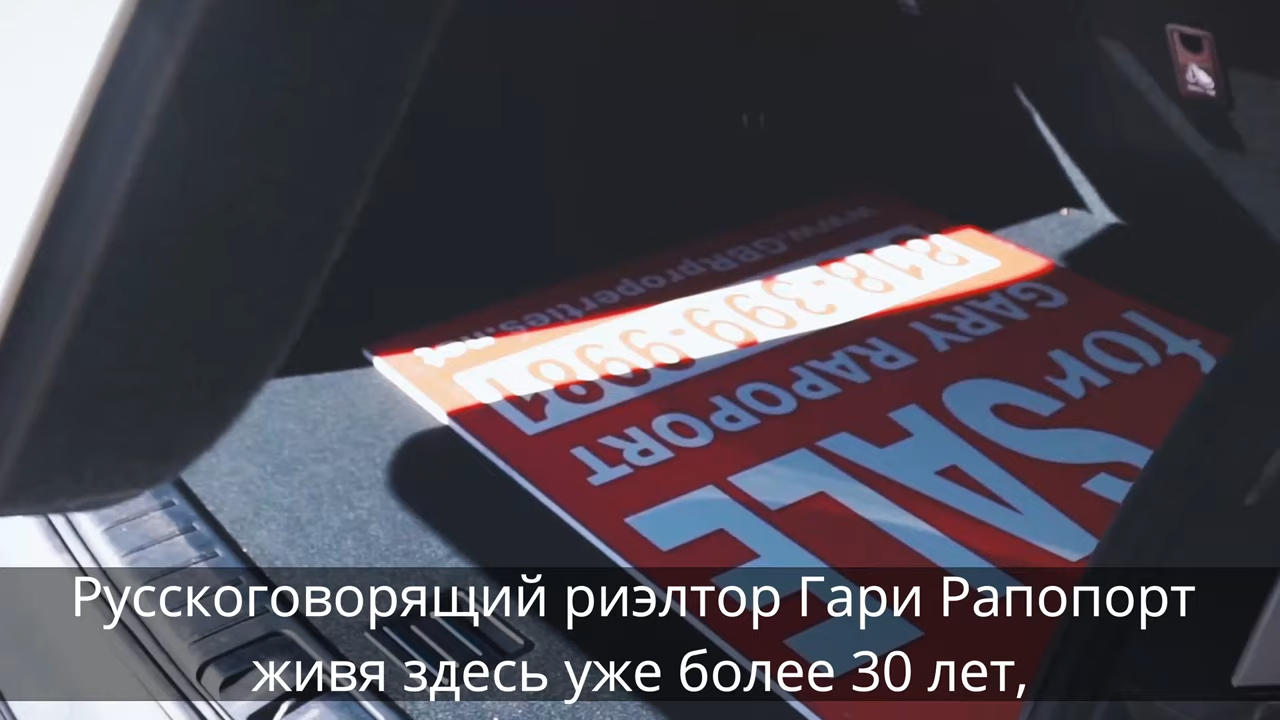 for
SALE
GARY RAPOPORT
818-399-9981
www.GBRproperties.net
Русскоговорящий риэлтор Гари Рапопорт
живя здесь уже более 30 лет,